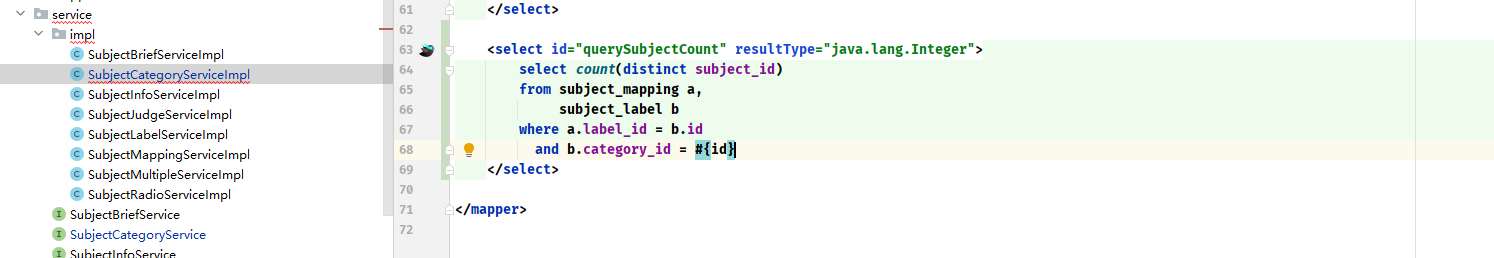 service
impl
SubjectBriefServiceImpl
SubjectCategoryServiceImpl
SubjectInfoServiceImpl
SubjectJudgeServiceImpl
SubjectLabelServiceImpl
SubjectMappingServiceImpl
SubjectMultipleServiceImpl
SubjectRadioServiceImpl
SubjectBriefService
SubjectCategoryService
SubjectInfoService
61 </select>
62
63 <select id="querySubjectCount" resultType="java.lang.Integer">
64 select count(distinct subject_id)
65 from subject_mapping a,
66 subject_label b
67 where a.label_id = b.id
68 and b.category_id = #{id}
69 </select>
70
71 </mapper>
72